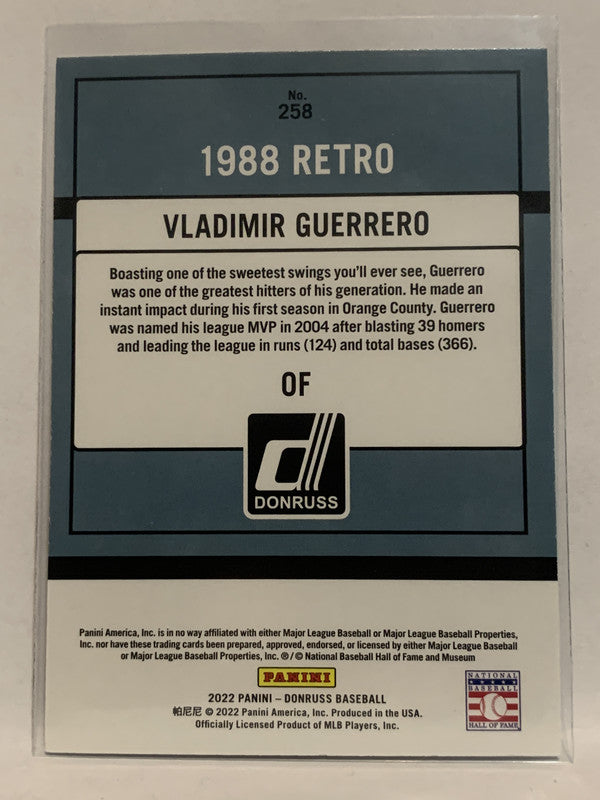 No.
258
1988 RETRO
VLADIMIR GUERRERO
Boasting one of the sweetest swings you'll ever see, Guerrero
was one of the greatest hitters of his generation. He made an
instant impact during his first season in Orange County. Guerrero
was named his league MVP in 2004 after blasting 39 homers
and leading the league in runs (124) and total bases (366).
OF
d
DONRUSS
Panini America, Inc. is in no way affiliated with either Major League Baseball or Major League Baseball Properties,
Inc. nor have these trading cards been prepared, approved, endorsed, or licensed by either Major League Baseball
or Major League Baseball Properties, Inc. ®/© National Baseball Hall of Fame and Museum
PANINI
2022 PANINI – DONRUSS BASEBALL
帕尼尼 © 2022 Panini America, Inc. Produced in the USA.
Officially Licensed Product of MLB Players, Inc.
NATIONAL
BASEBALL
HALL OF FAME